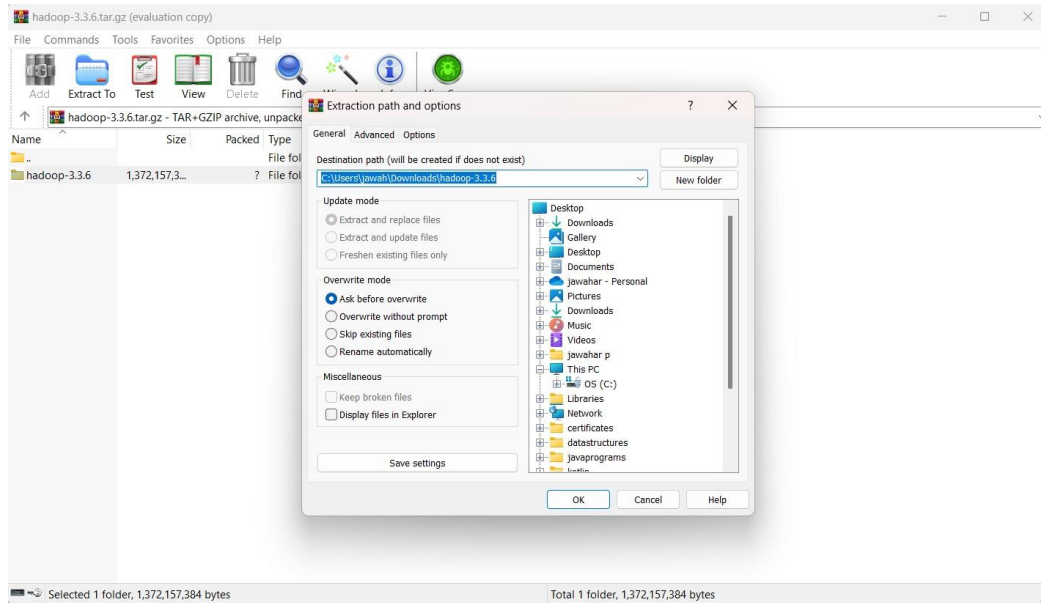 hadoop-3.3.6.tar.gz (evaluation copy)
File Commands Tools Favorites Options Help
Add Extract To Test View Delete Find
hadoop-3.3.6.tar.gz - TAR+GZIP archive, unpacke
Name Size Packed Type
.. File fol
hadoop-3.3.6 1,372,157,3... ? File fol
Extraction path and options ?
General Advanced Options
Destination path (will be created if does not exist)
Display
C:\Users\jawah\Downloads\hadoop-3.3.6
New folder
Update mode
Extract and replace files
Extract and update files
Freshen existing files only
Overwrite mode
Ask before overwrite
Overwrite without prompt
Skip existing files
Rename automatically
Miscellaneous
Keep broken files
Display files in Explorer
Save settings
Desktop
Downloads
Gallery
Desktop
Documents
jawahar - Personal
Pictures
Downloads
Music
Videos
jawahar p
This PC
OS (C:)
Libraries
Network
certificates
datastructures
javaprograms
OK Cancel Help
Selected 1 folder, 1,372,157,384 bytes
Total 1 folder, 1,372,157,384 bytes